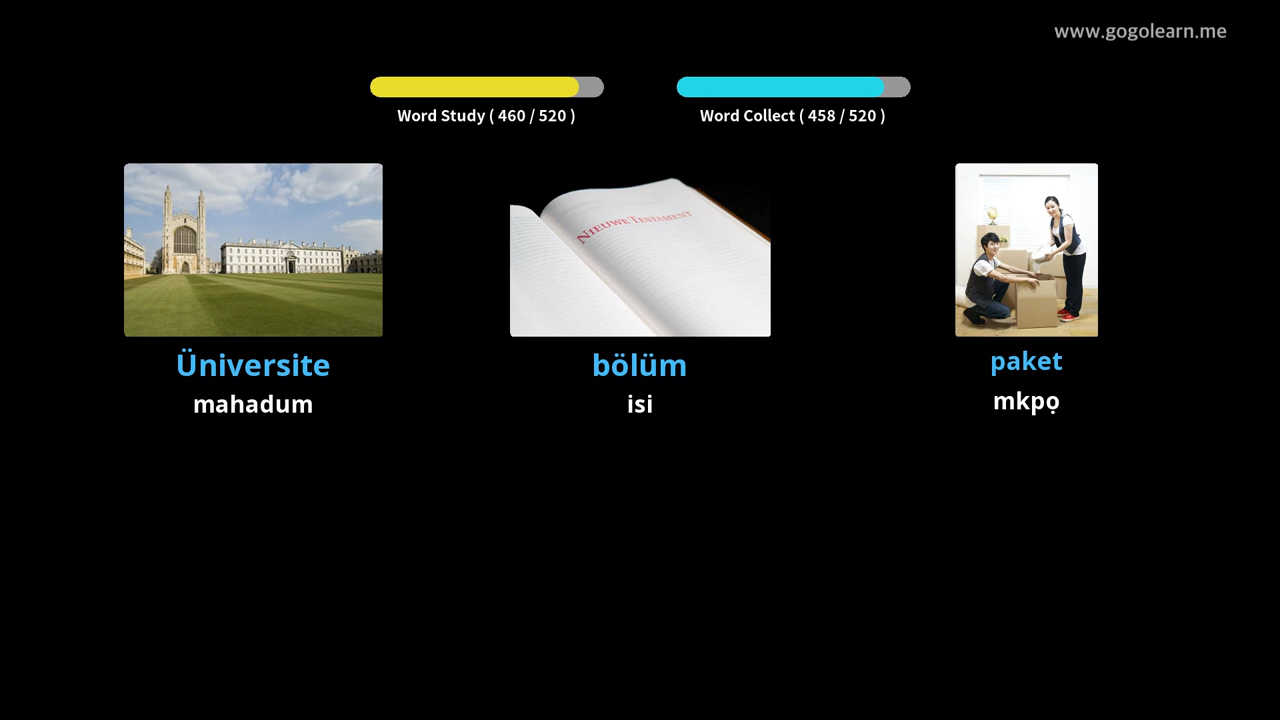 www.gogolearn.me
Word Study ( 460 / 520 )
Word Collect ( 458 / 520 )
NIEUWE TESTAMENT
Üniversite
bölüm
paket
mahadum
isi
mkpọ